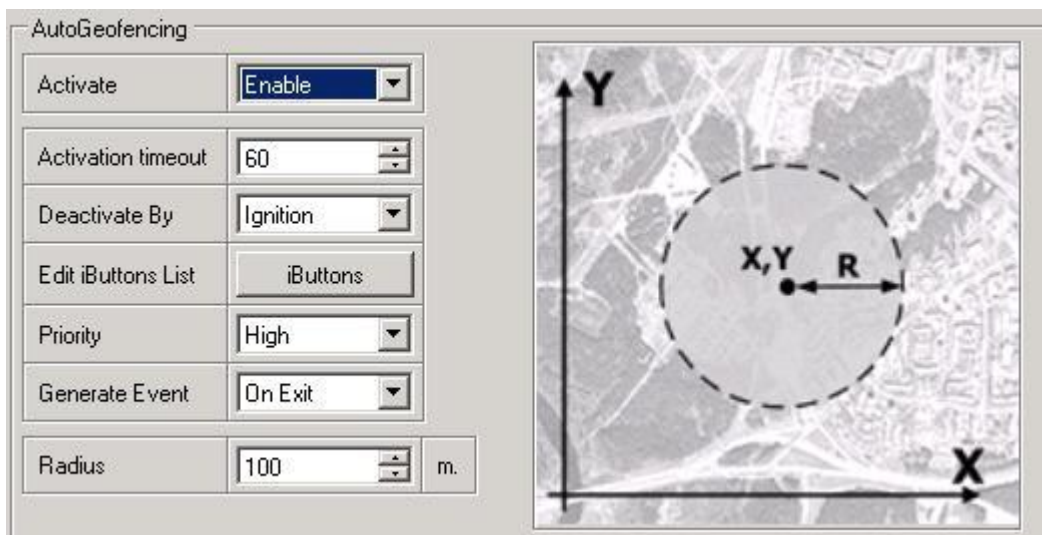 AutoGeofencing
Activate Enable
Activation timeout 60
Deactivate By Ignition
Edit iButtons List iButtons
Priority High
Generate Event On Exit
Radius 100 m.
Y
X,Y R
X